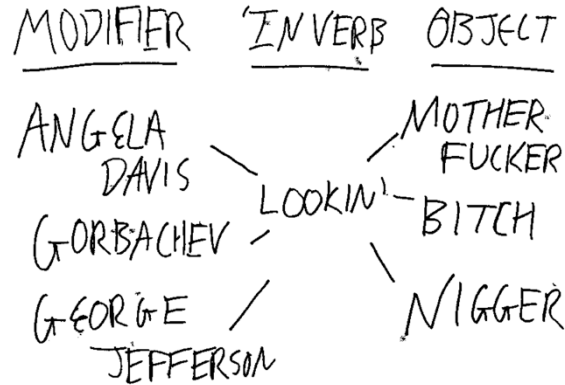 MODIFIER 'IN VERB OBJECT
ANGELA
DAVIS
GORBACHEV
GEORGE
JEFFERSON
LOOKIN'
MOTHER
FUCKER
BITCH
NIGGER